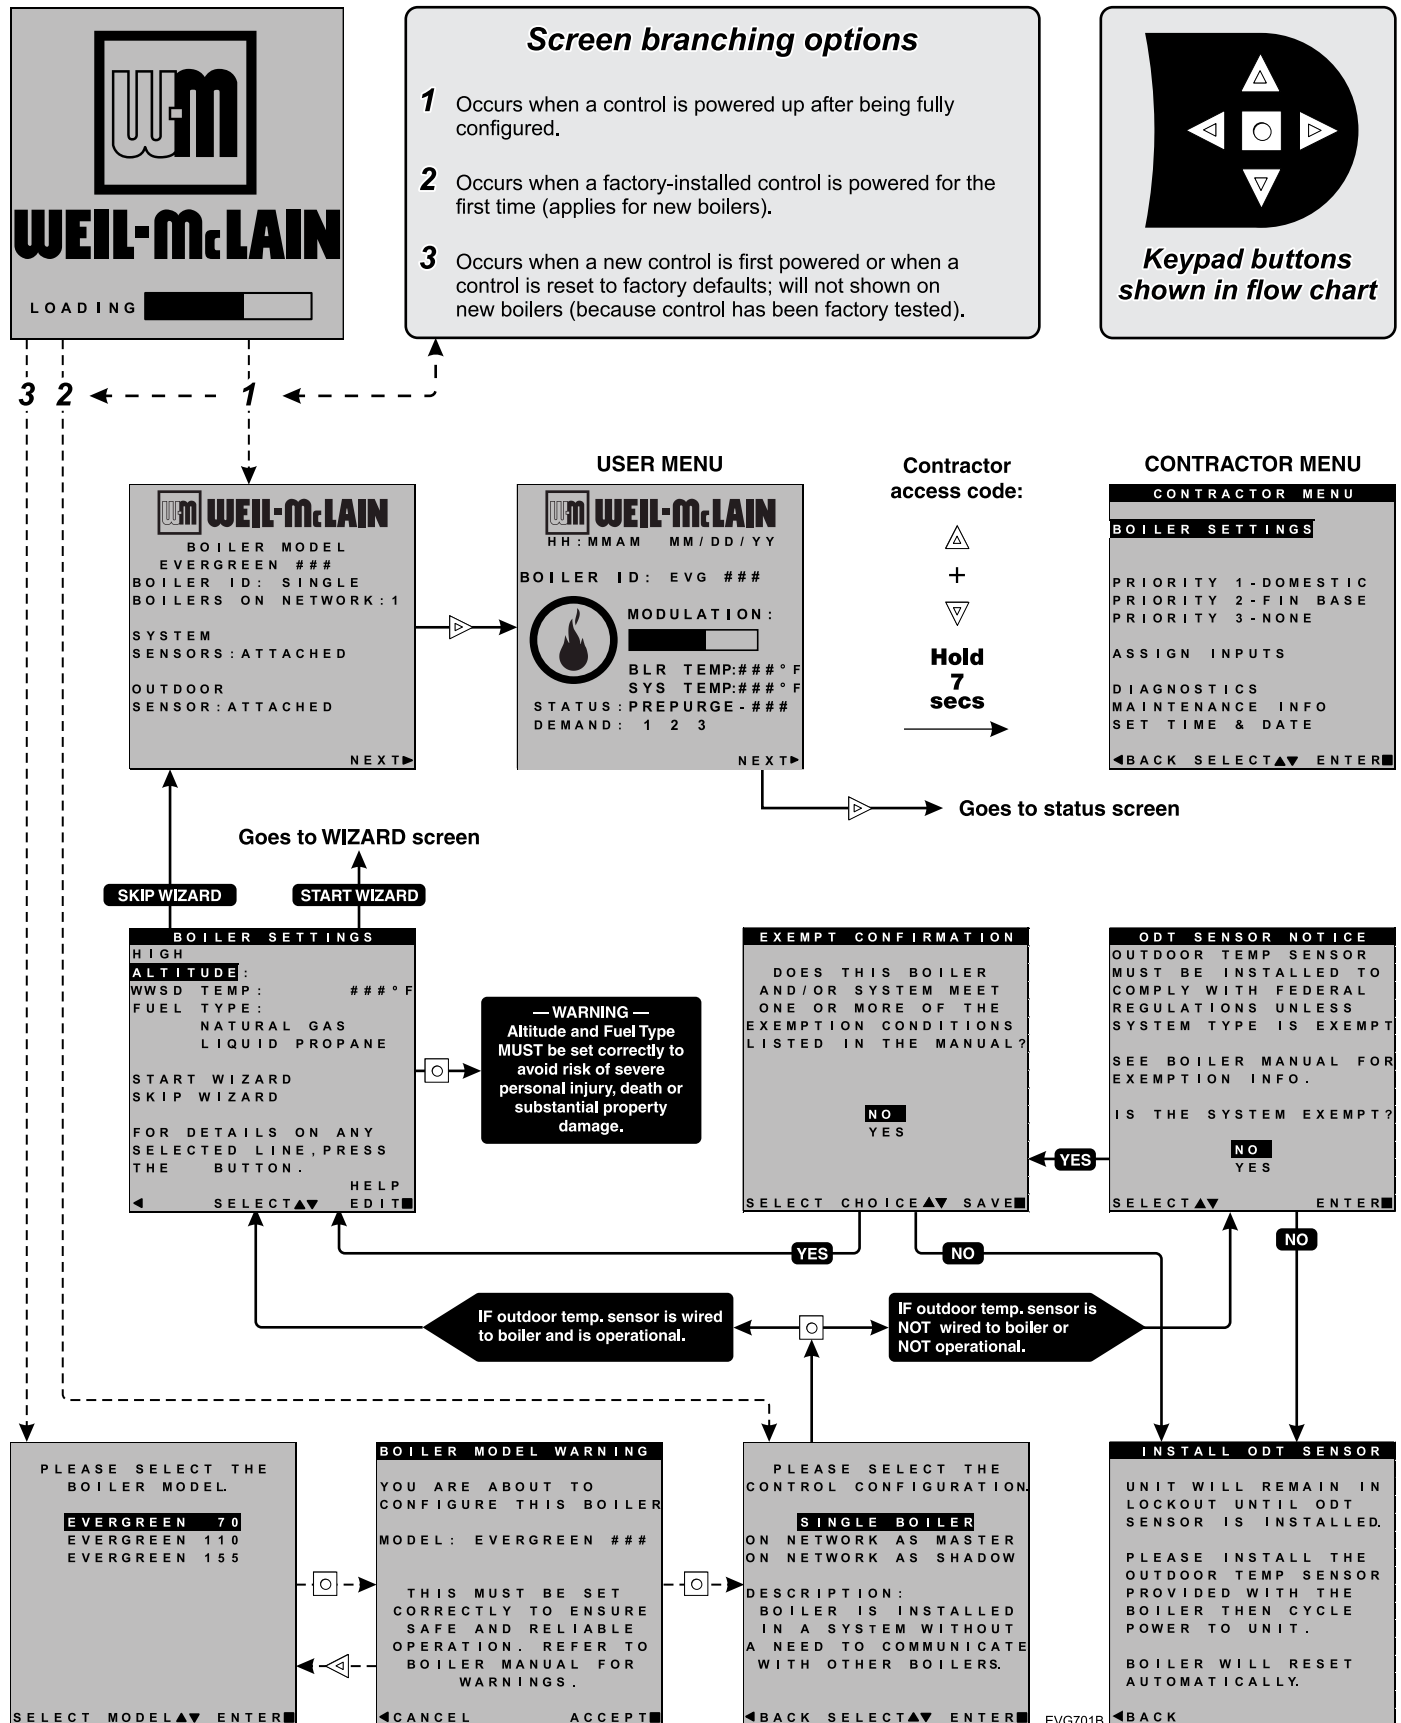 WM
WEIL-McLAIN
LOADING
Screen branching options
1 Occurs when a control is powered up after being fully
configured.
2 Occurs when a factory-installed control is powered for the
first time (applies for new boilers).
3 Occurs when a new control is first powered or when a
control is reset to factory defaults; will not shown on
new boilers (because control has been factory tested).
Keypad buttons
shown in flow chart
3 2 1
WM WEIL-McLAIN
BOILER MODEL
EVERGREEN ###
BOILER ID: SINGLE
BOILERS ON NETWORK:1
SYSTEM
SENSORS:ATTACHED
OUTDOOR
SENSOR:ATTACHED
NEXT▶
USER MENU
WM WEIL-McLAIN
HH:MMAM MM/DD/YY
BOILER ID: EVG ###
MODULATION:
BLR TEMP:###°F
SYS TEMP:###°F
STATUS:PREPURGE-###
DEMAND: 1 2 3
NEXT▶
Contractor
access code:
+
Hold
7
secs
CONTRACTOR MENU
CONTRACTOR MENU
BOILER SETTINGS
PRIORITY 1-DOMESTIC
PRIORITY 2-FIN BASE
PRIORITY 3-NONE
ASSIGN INPUTS
DIAGNOSTICS
MAINTENANCE INFO
SET TIME & DATE
◀BACK SELECT▲▼ ENTER■
Goes to status screen
Goes to WIZARD screen
SKIP WIZARD
START WIZARD
BOILER SETTINGS
HIGH
ALTITUDE:
WWSD TEMP: ###°F
FUEL TYPE:
NATURAL GAS
LIQUID PROPANE
START WIZARD
SKIP WIZARD
FOR DETAILS ON ANY
SELECTED LINE,PRESS
THE BUTTON.
HELP
◀ SELECT▲▼ EDIT■
— WARNING —
Altitude and Fuel Type
MUST be set correctly to
avoid risk of severe
personal injury, death or
substantial property
damage.
EXEMPT CONFIRMATION
DOES THIS BOILER
AND/OR SYSTEM MEET
ONE OR MORE OF THE
EXEMPTION CONDITIONS
LISTED IN THE MANUAL?
NO
YES
SELECT CHOICE▲▼ SAVE■
YES
ODT SENSOR NOTICE
OUTDOOR TEMP SENSOR
MUST BE INSTALLED TO
COMPLY WITH FEDERAL
REGULATIONS UNLESS
SYSTEM TYPE IS EXEMPT
SEE BOILER MANUAL FOR
EXEMPTION INFO.
IS THE SYSTEM EXEMPT?
NO
YES
SELECT▲▼ ENTER■
YES
NO
NO
IF outdoor temp. sensor is wired
to boiler and is operational.
IF outdoor temp. sensor is
NOT wired to boiler or
NOT operational.
PLEASE SELECT THE
BOILER MODEL.
EVERGREEN 70
EVERGREEN 110
EVERGREEN 155
SELECT MODEL▲▼ ENTER■
BOILER MODEL WARNING
YOU ARE ABOUT TO
CONFIGURE THIS BOILER
MODEL: EVERGREEN ###
THIS MUST BE SET
CORRECTLY TO ENSURE
SAFE AND RELIABLE
OPERATION. REFER TO
BOILER MANUAL FOR
WARNINGS.
◀CANCEL ACCEPT■
PLEASE SELECT THE
CONTROL CONFIGURATION.
SINGLE BOILER
ON NETWORK AS MASTER
ON NETWORK AS SHADOW
DESCRIPTION:
BOILER IS INSTALLED
IN A SYSTEM WITHOUT
A NEED TO COMMUNICATE
WITH OTHER BOILERS.
◀BACK SELECT▲▼ ENTER■
EVG701B
INSTALL ODT SENSOR
UNIT WILL REMAIN IN
LOCKOUT UNTIL ODT
SENSOR IS INSTALLED.
PLEASE INSTALL THE
OUTDOOR TEMP SENSOR
PROVIDED WITH THE
BOILER THEN CYCLE
POWER TO UNIT.
BOILER WILL RESET
AUTOMATICALLY.
◀BACK